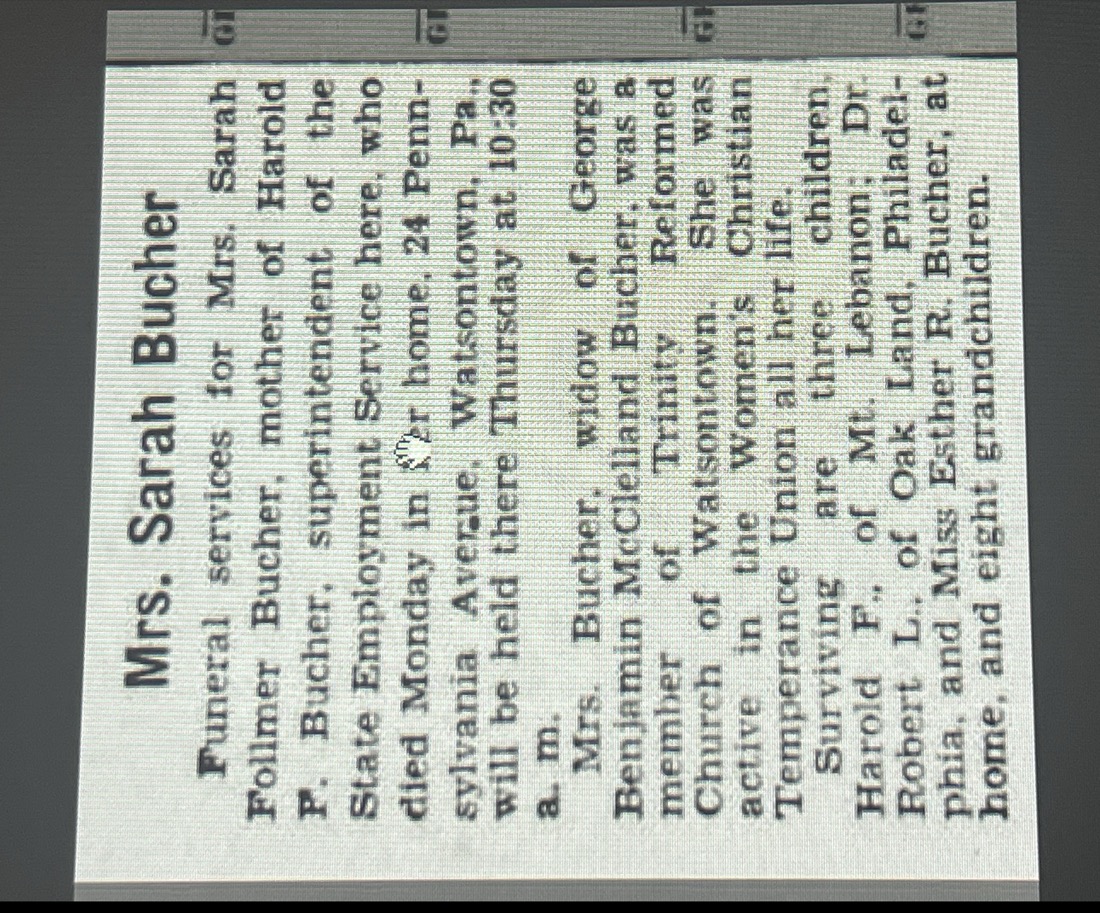 Mrs. Sarah Bucher
Funeral services for Mrs. Sarah
Follmer Bucher, mother of Harold
F. Bucher, superintendent of the
State Employment Service here, who
died Monday in her home, 24 Penn-
sylvania Avenue, Watsontown, Pa.,
will be held there Thursday at 10:30
a. m.
Mrs. Bucher, widow of George
Benjamin McClelland Bucher, was a
member of Trinity Reformed
Church of Watsontown. She was
active in the Women's Christian
Temperance Union all her life.
Surviving are three children,
Harold F., of Mt. Lebanon; Dr.
Robert L., of Oak Land, Philadel-
phia, and Miss Esther R. Bucher, at
home, and eight grandchildren.